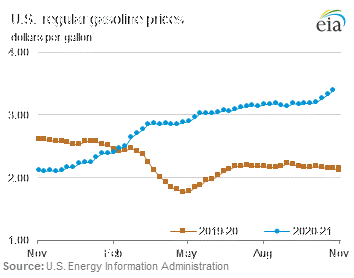 U.S. regular gasoline prices
dollars per gallon
eia
4.00
3.00
2.00
1.00
Nov Feb May Aug Nov
2019-20 2020-21
Source: U.S. Energy Information Administration